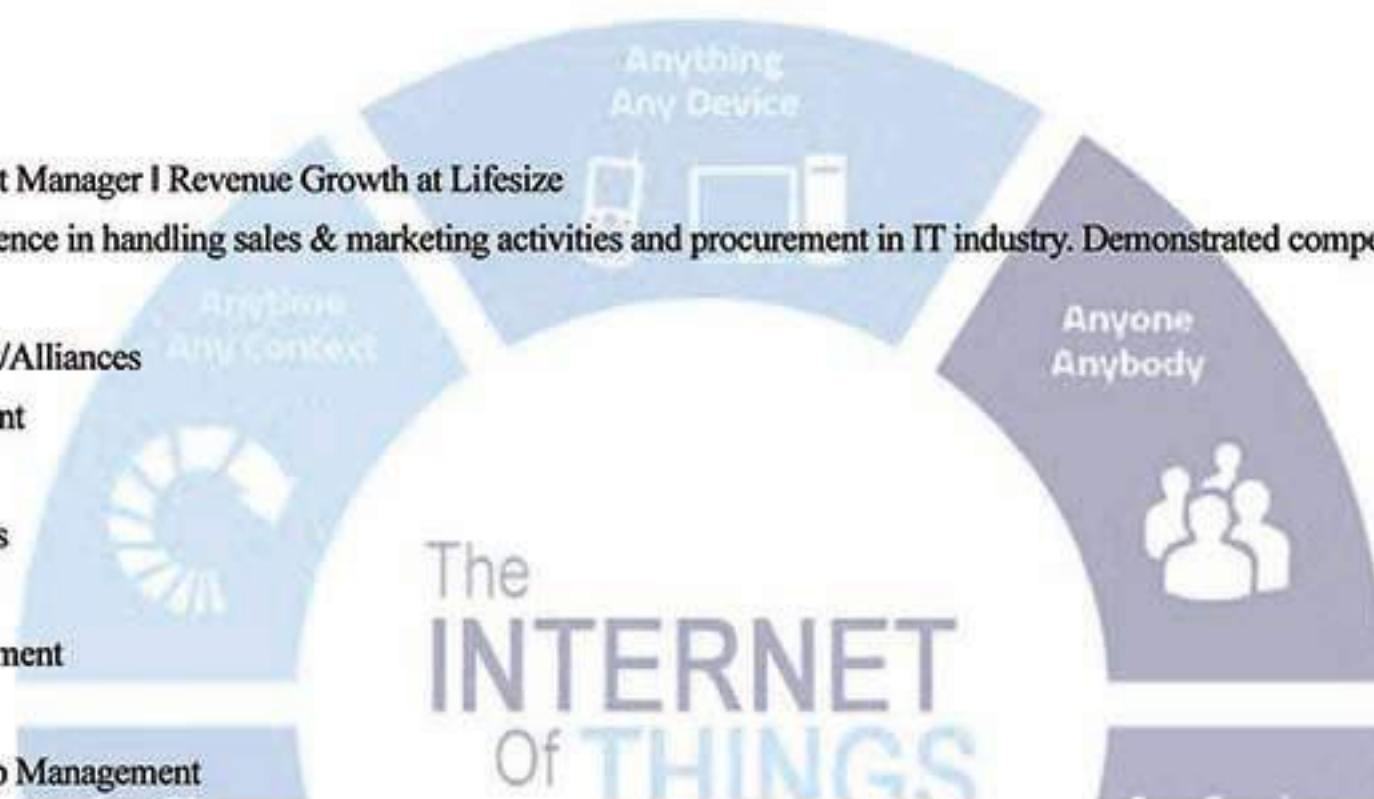 Anything
Any Device
t Manager I Revenue Growth at Lifesize
ence in handling sales & marketing activities and procurement in IT industry. Demonstrated compe
Anytime
Any Context
Anyone
Anybody
/Alliances
nt
s
The
INTERNET
ment
Of THINGS
p Management